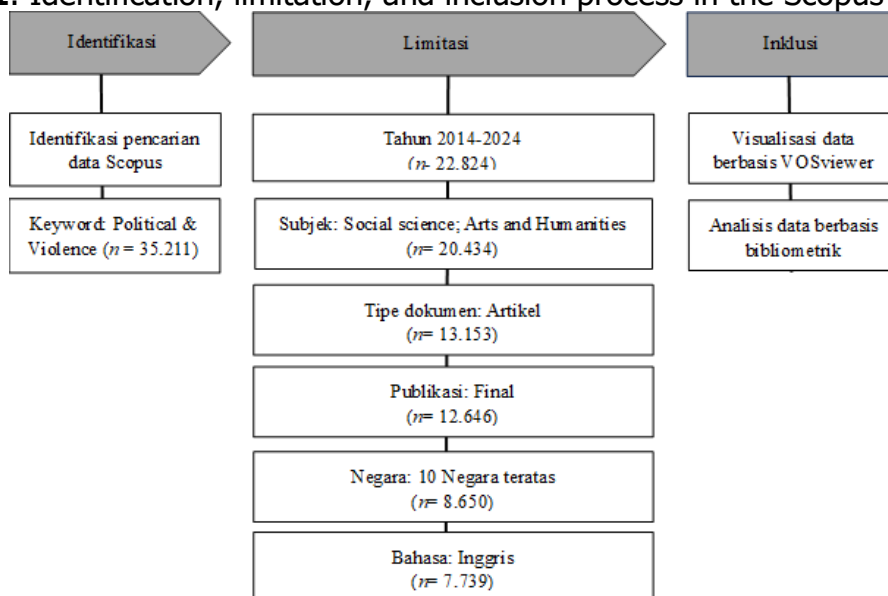 . Identification, limitation, and inclusion process in the Scopus
Identifikasi
Identifikasi pencarian
data Scopus
Keyword: Political &
Violence (n = 35.211)
Limitasi
Tahun 2014-2024
(n- 22.824)
Subjek: Social science; Arts and Humanities
(n= 20.434)
Tipe dokumen: Artikel
(n= 13.153)
Publikasi: Final
(n= 12.646)
Negara: 10 Negara teratas
(n= 8.650)
Bahasa: Inggris
(n= 7.739)
Inklusi
Visualisasi data
berbasis VOSviewer
Analisis data berbasis
bibliometrik